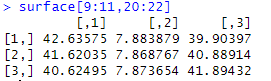 > surface[9:11,20:22]
[,1] [,2] [,3]
[1,] 42.63575 7.883879 39.90397
[2,] 41.62035 7.868767 40.88914
[3,] 40.62495 7.873654 41.89432